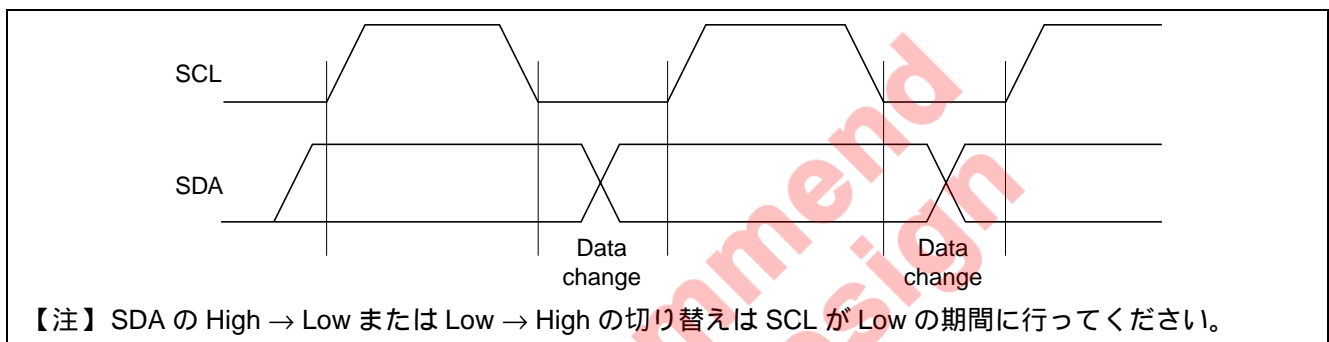 SCL
SDA
Data
change
Data
change
【注】SDA の High → Low または Low → High の切り替えは SCL が Low の期間に行ってください。